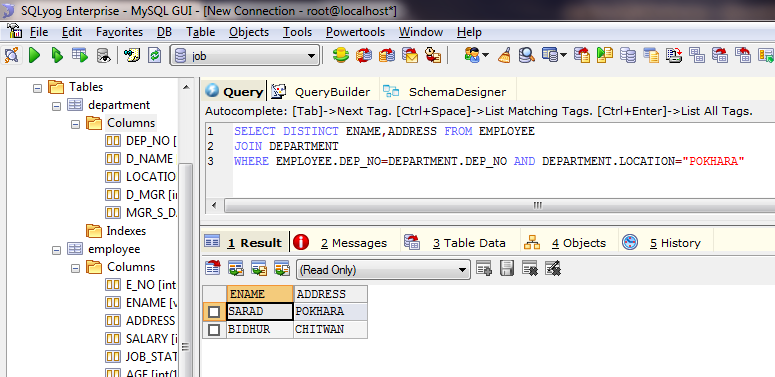 SQLyog Enterprise - MySQL GUI - [New Connection - root@localhost*]
File Edit Favorites DB Table Objects Tools Powertools Window Help
job
Tables
department
Columns
DEP_NO [
D_NAME
LOCATIO
D_MGR [in
MGR_S_D
Indexes
employee
Columns
E_NO [int
ENAME [v
ADDRESS
SALARY [i
JOB_STAT
AGE [int(1
Query QueryBuilder SchemaDesigner
Autocomplete: [Tab]->Next Tag. [Ctrl+Space]->List Matching Tags. [Ctrl+Enter]->List All Tags.
1 SELECT DISTINCT ENAME,ADDRESS FROM EMPLOYEE
2 JOIN DEPARTMENT
3 WHERE EMPLOYEE.DEP_NO=DEPARTMENT.DEP_NO AND DEPARTMENT.LOCATION="POKHARA"
1 Result 2 Messages 3 Table Data 4 Objects 5 History
(Read Only)
ENAME ADDRESS
SARAD POKHARA
BIDHUR CHITWAN